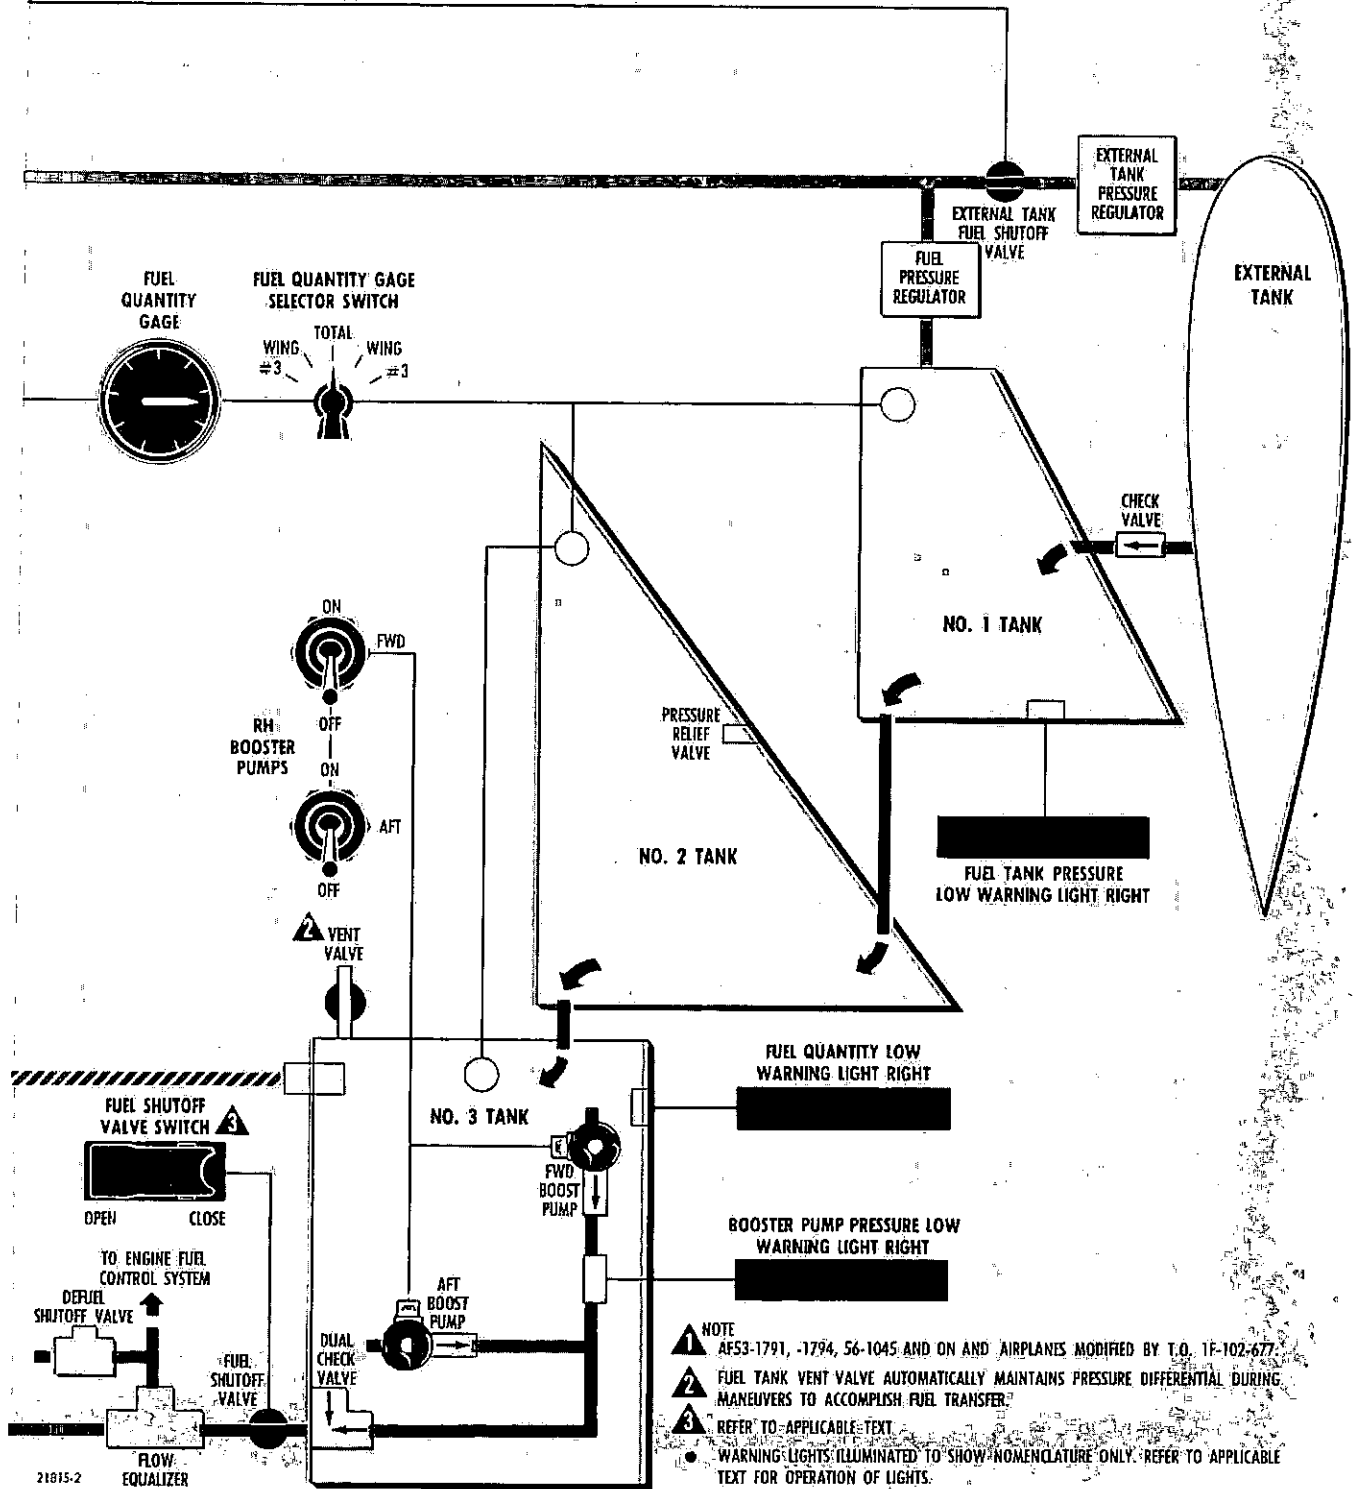 EXTERNAL
TANK
PRESSURE
REGULATOR
EXTERNAL TANK
FUEL SHUTOFF
VALVE
FUEL
PRESSURE
REGULATOR
EXTERNAL
TANK
FUEL
QUANTITY
GAGE
FUEL QUANTITY GAGE
SELECTOR SWITCH
TOTAL
WING WING
#3 #3
CHECK
VALVE
NO. 1 TANK
ON
FWD
OFF
RH
BOOSTER
PUMPS
ON
AFT
OFF
PRESSURE
RELIEF
VALVE
NO. 2 TANK
FUEL TANK PRESSURE
LOW WARNING LIGHT RIGHT
2 VENT
VALVE
FUEL QUANTITY LOW
WARNING LIGHT RIGHT
FUEL SHUTOFF
VALVE SWITCH 3
OPEN CLOSE
NO. 3 TANK
FWD
BOOST
PUMP
BOOSTER PUMP PRESSURE LOW
WARNING LIGHT RIGHT
TO ENGINE FUEL
CONTROL SYSTEM
DEFUEL
SHUTOFF VALVE
AFT
BOOST
PUMP
DUAL
CHECK
VALVE
FUEL
SHUTOFF
VALVE
FLOW
EQUALIZER
21815-2
NOTE
1 AF53-1791, -1794, 56-1045 AND ON AND AIRPLANES MODIFIED BY T.O. 1F-102-677.
2 FUEL TANK VENT VALVE AUTOMATICALLY MAINTAINS PRESSURE DIFFERENTIAL DURING
MANEUVERS TO ACCOMPLISH FUEL TRANSFER.
3 REFER TO APPLICABLE TEXT
• WARNING LIGHTS ILLUMINATED TO SHOW NOMENCLATURE ONLY. REFER TO APPLICABLE
TEXT FOR OPERATION OF LIGHTS.